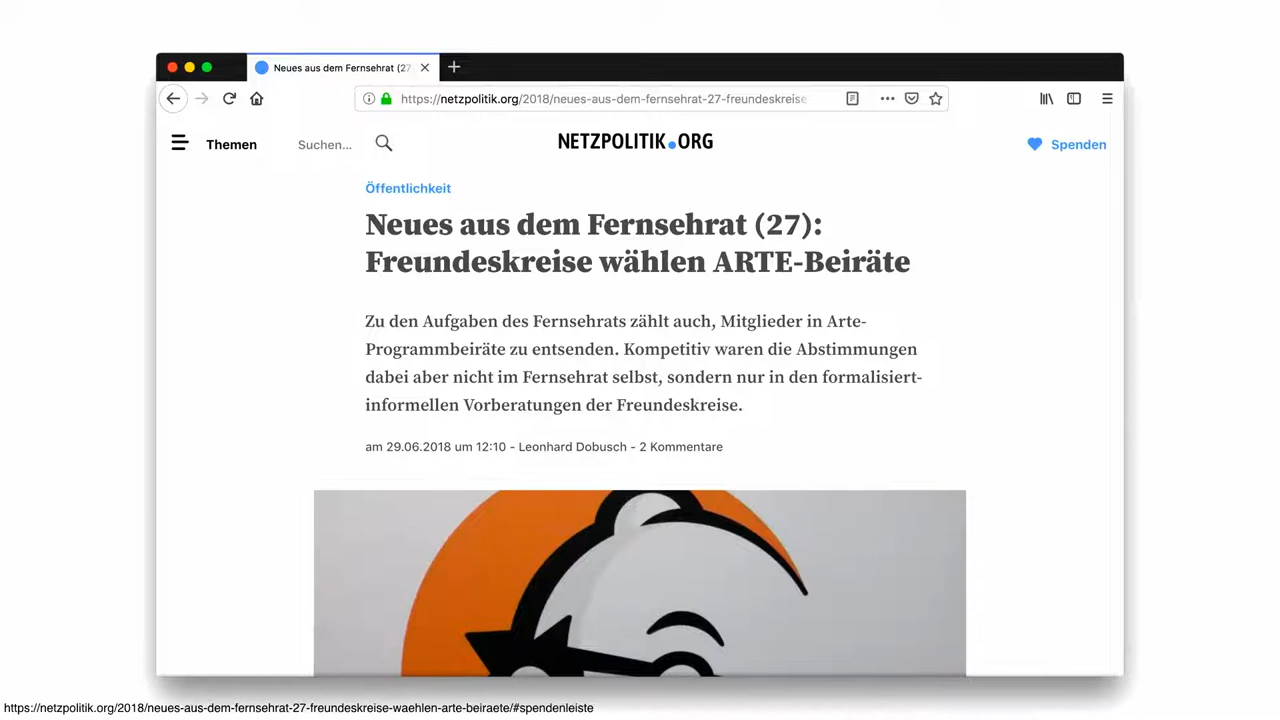 Neues aus dem Fernsehrat (27
https://netzpolitik.org/2018/neues-aus-dem-fernsehrat-27-freundeskreise
Themen
Suchen...
NETZPOLITIK.ORG
Spenden
Öffentlichkeit
Neues aus dem Fernsehrat (27):
Freundeskreise wählen ARTE-Beiräte
Zu den Aufgaben des Fernsehrats zählt auch, Mitglieder in Arte-
Programmbeiräte zu entsenden. Kompetitiv waren die Abstimmungen
dabei aber nicht im Fernsehrat selbst, sondern nur in den formalisiert-
informellen Vorberatungen der Freundeskreise.
am 29.06.2018 um 12:10 - Leonhard Dobusch - 2 Kommentare
https://netzpolitik.org/2018/neues-aus-dem-fernsehrat-27-freundeskreise-waehlen-arte-beiraete/#spendenleiste